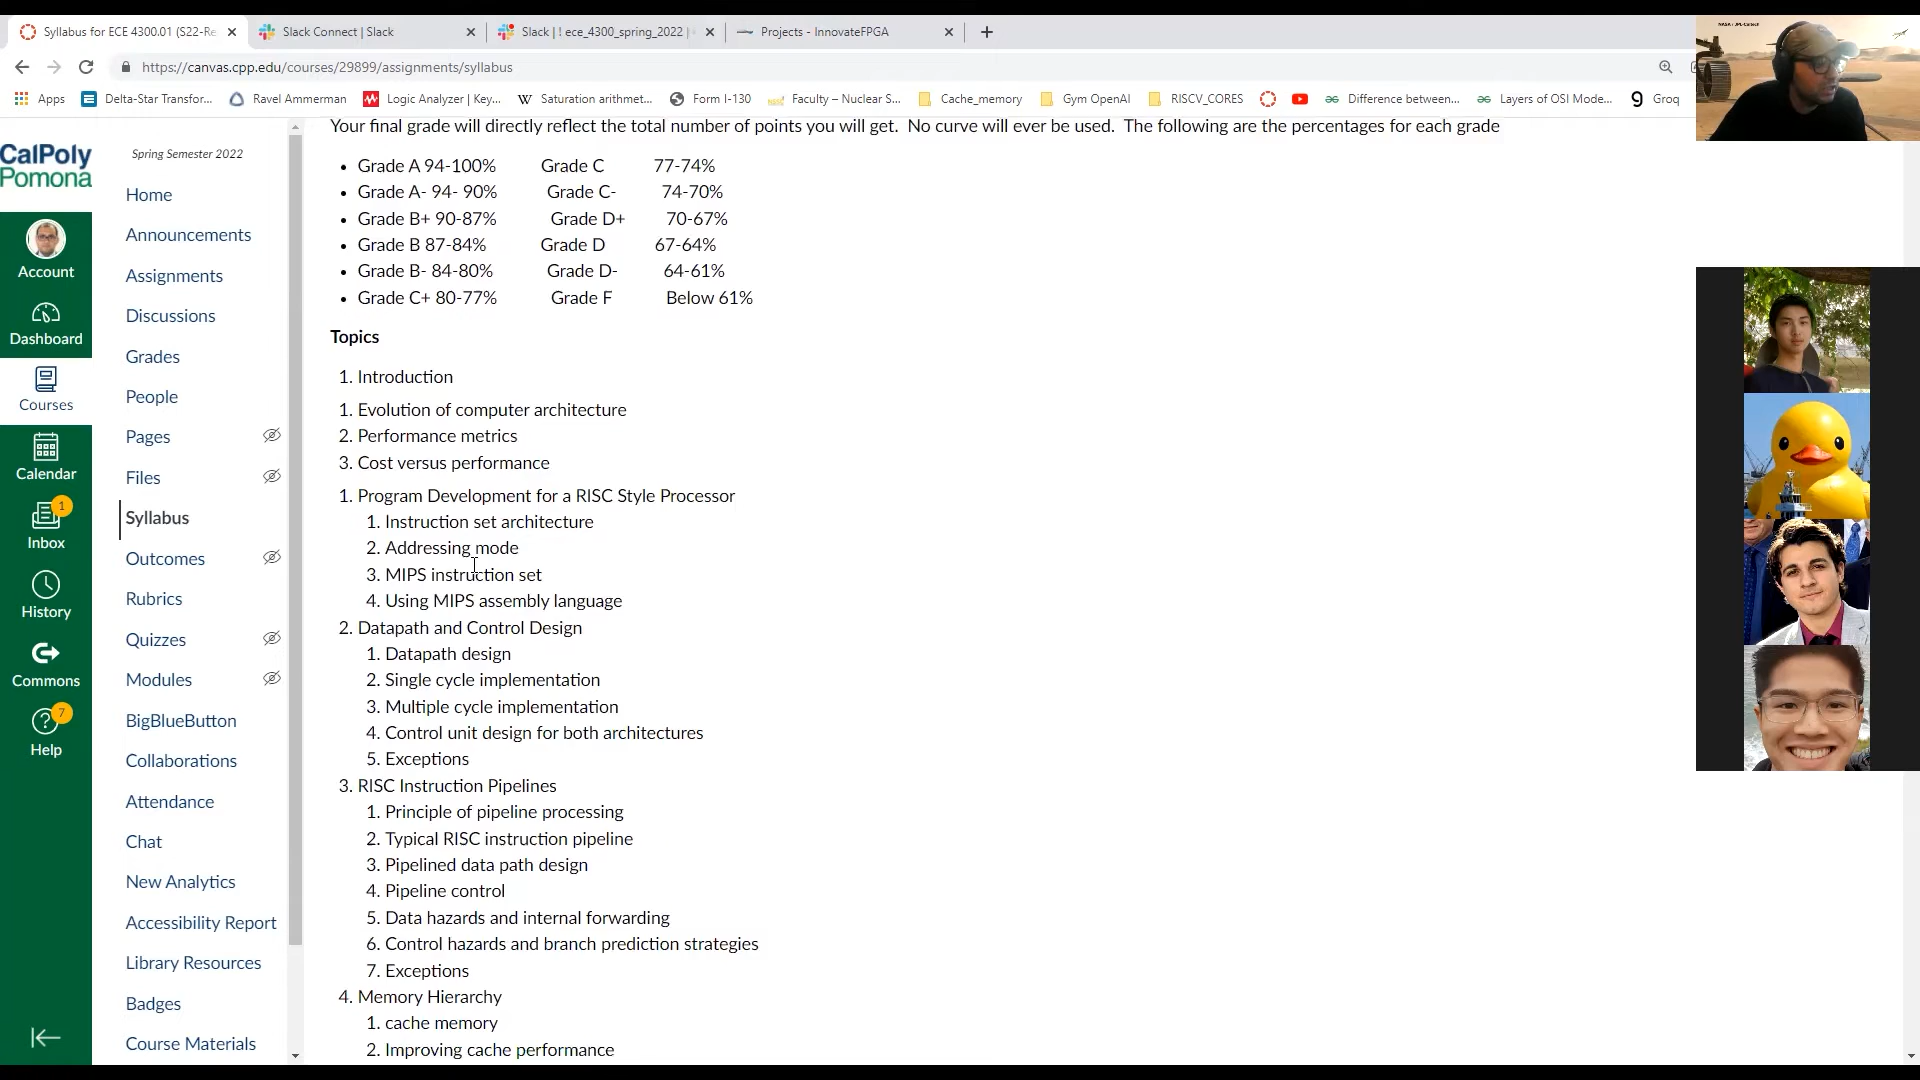 Syllabus for ECE 4300.01 (S22-Re
Slack Connect | Slack
Slack | ! ece_4300_spring_2022 |
Projects - InnovateFPGA
https://canvas.cpp.edu/courses/29899/assignments/syllabus
Apps
Delta-Star Transfor...
Ravel Ammerman
Logic Analyzer | Key...
W Saturation arithmet...
Form I-130
Faculty – Nuclear S...
Cache_memory
Gym OpenAI
RISCV_CORES
Difference between...
Layers of OSI Mode...
Groq
NASA / JPL-Caltech
CalPoly
Pomona
Account
Dashboard
Courses
Calendar
1
Inbox
History
Commons
7
Help
Spring Semester 2022
Home
Announcements
Assignments
Discussions
Grades
People
Pages
Files
Syllabus
Outcomes
Rubrics
Quizzes
Modules
BigBlueButton
Collaborations
Attendance
Chat
New Analytics
Accessibility Report
Library Resources
Badges
Course Materials
Your final grade will directly reflect the total number of points you will get. No curve will ever be used. The following are the percentages for each grade
• Grade A 94-100% Grade C 77-74%
• Grade A- 94- 90% Grade C- 74-70%
• Grade B+ 90-87% Grade D+ 70-67%
• Grade B 87-84% Grade D 67-64%
• Grade B- 84-80% Grade D- 64-61%
• Grade C+ 80-77% Grade F Below 61%
Topics
1. Introduction
1. Evolution of computer architecture
2. Performance metrics
3. Cost versus performance
1. Program Development for a RISC Style Processor
1. Instruction set architecture
2. Addressing mode
3. MIPS instruction set
4. Using MIPS assembly language
2. Datapath and Control Design
1. Datapath design
2. Single cycle implementation
3. Multiple cycle implementation
4. Control unit design for both architectures
5. Exceptions
3. RISC Instruction Pipelines
1. Principle of pipeline processing
2. Typical RISC instruction pipeline
3. Pipelined data path design
4. Pipeline control
5. Data hazards and internal forwarding
6. Control hazards and branch prediction strategies
7. Exceptions
4. Memory Hierarchy
1. cache memory
2. Improving cache performance